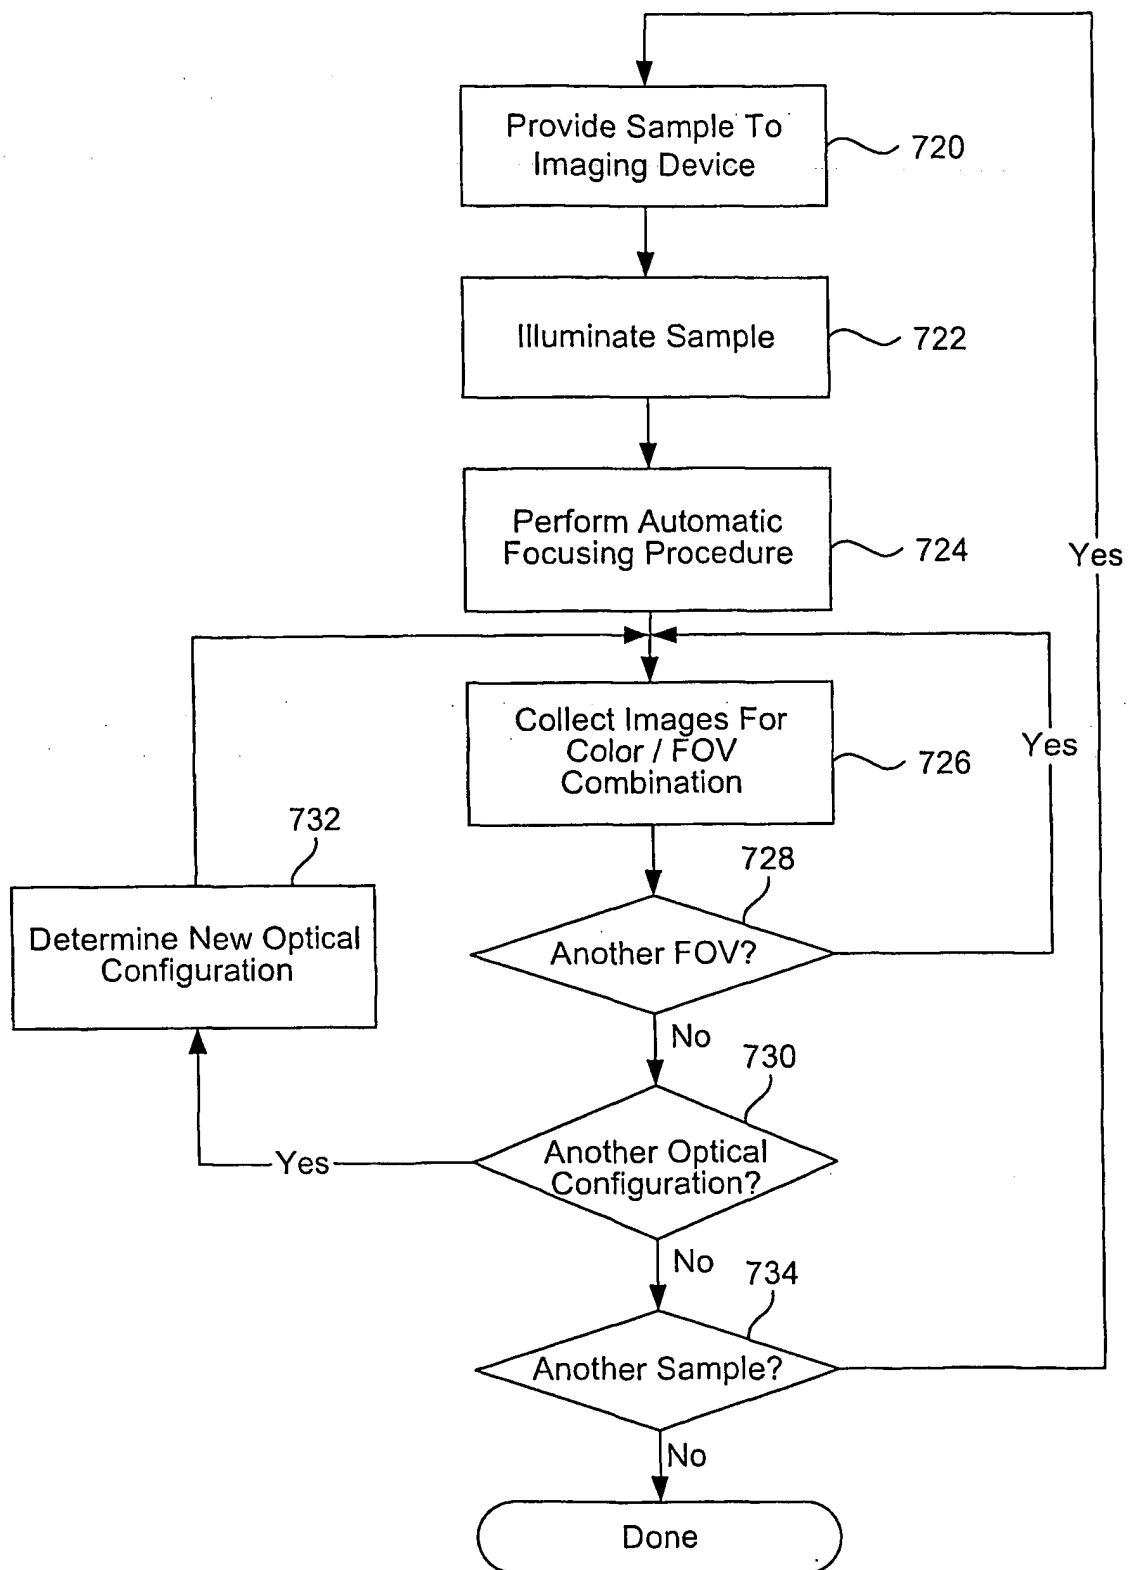 Provide Sample To
Imaging Device
720
Illuminate Sample
722
Perform Automatic
Focusing Procedure
724
Yes
Collect Images For
Color / FOV
Combination
726
Yes
732
Determine New Optical
Configuration
728
Another FOV?
No
730
Another Optical
Configuration?
Yes
No
734
Another Sample?
No
Done